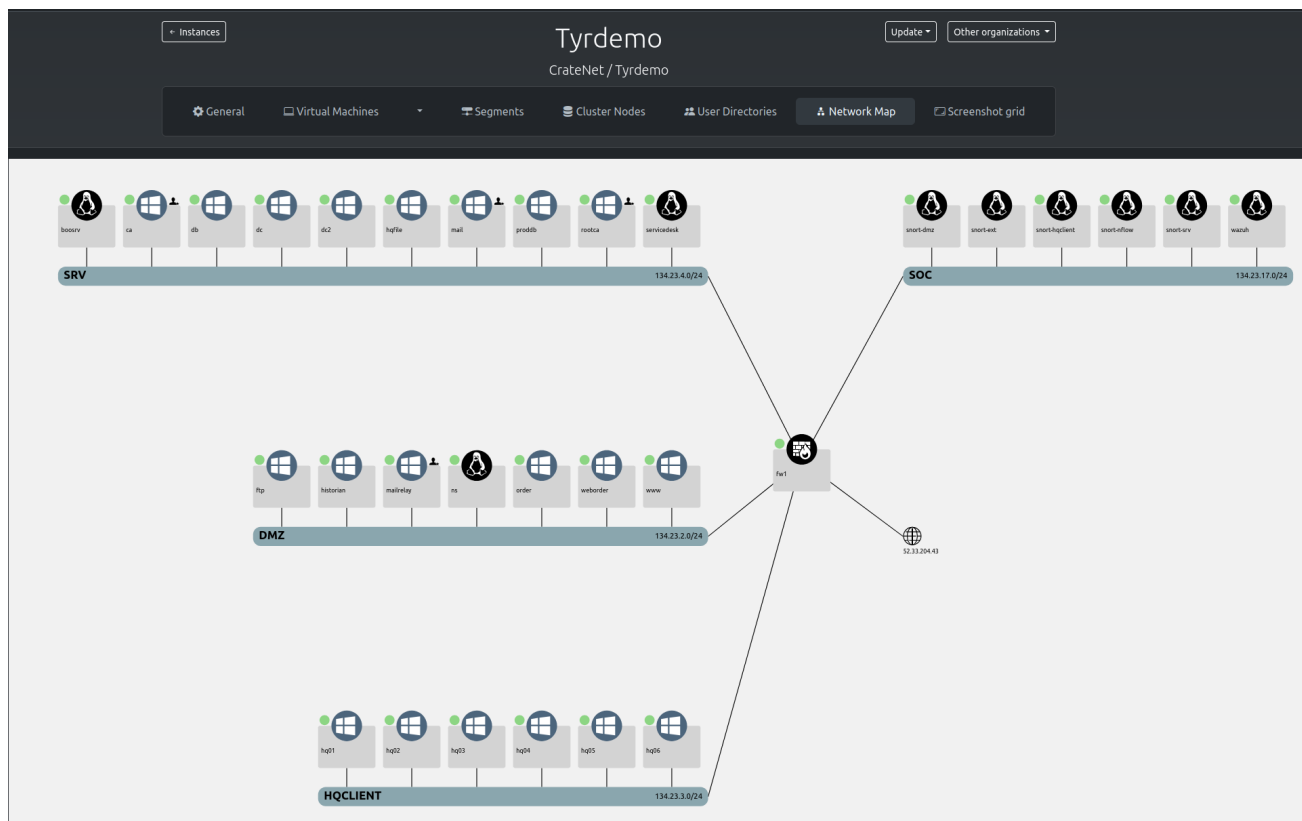 ← Instances
Tyrdemo
Update
Other organizations
CrateNet / Tyrdemo
General
Virtual Machines
Segments
Cluster Nodes
User Directories
Network Map
Screenshot grid
boosrv
ca
db
dc
dc2
hqfile
mail
proddb
rootca
servicedesk
SRV
134.23.4.0/24
snort-dmz
snort-ext
snort-hqclient
snort-nflow
snort-srv
wazuh
SOC
134.23.17.0/24
fw1
ftp
historian
mailrelay
ns
order
weborder
www
DMZ
134.23.2.0/24
52.33.204.43
hq01
hq02
hq03
hq04
hq05
hq06
HQCLIENT
134.23.3.0/24